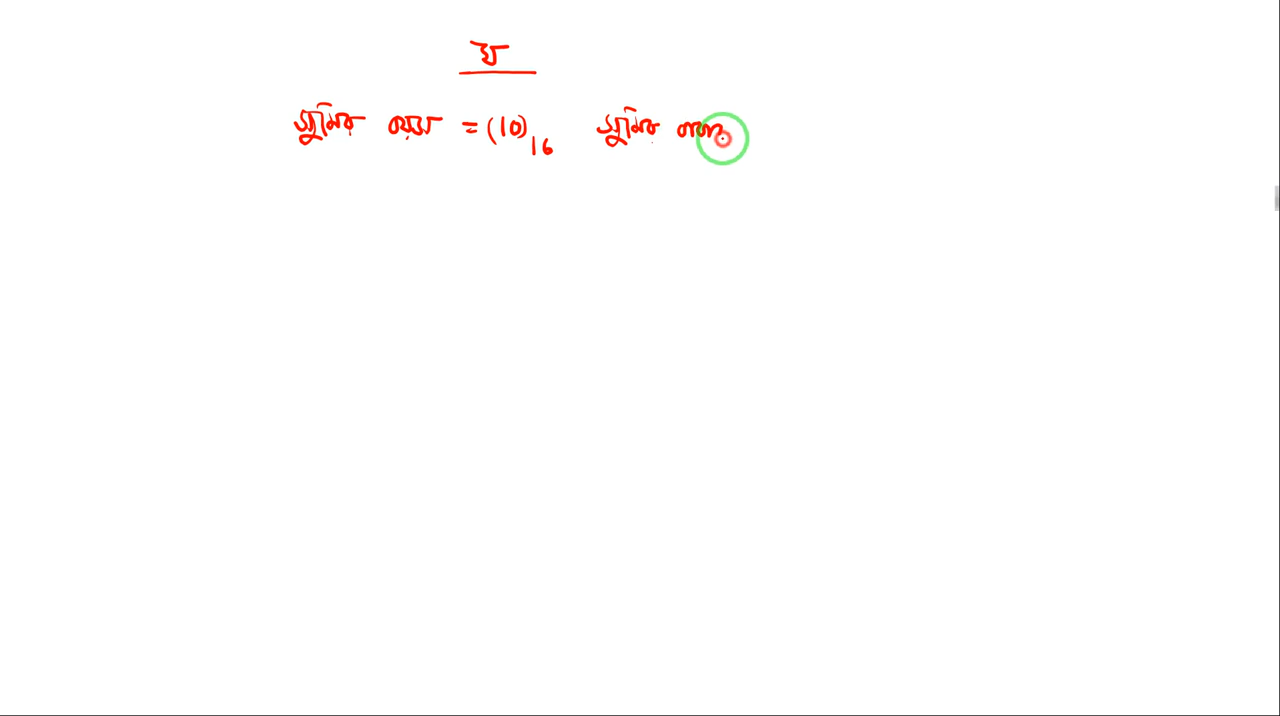 ঘ
সুমির বয়স = (10)₁₆ সুমির